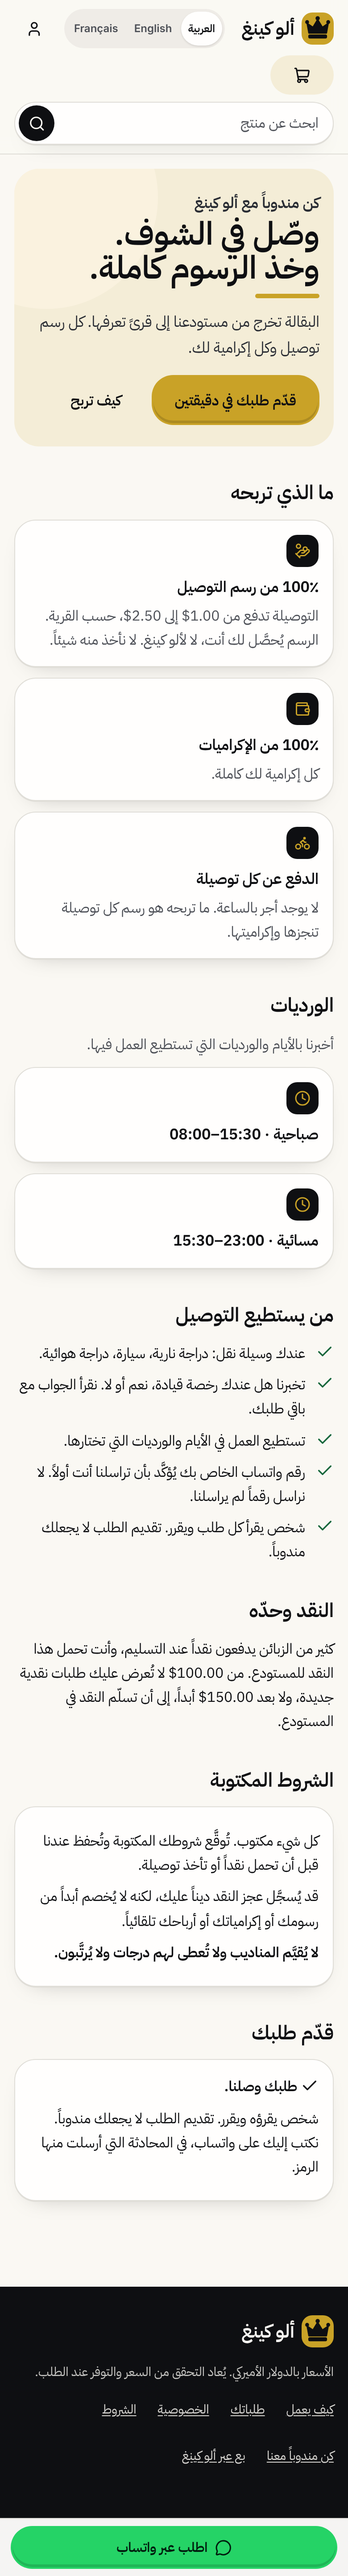 ألو كينغ
العربية English Français
ابحث عن منتج
كن مندوباً مع ألو كينغ
وصّل في الشوف.
وخذ الرسوم كاملة.
البقالة تخرج من مستودعنا إلى قرىً تعرفها. كل رسم
توصيل وكل إكرامية لك.
قدّم طلبك في دقيقتين
كيف تربح
ما الذي تربحه
100٪ من رسم التوصيل
التوصيلة تدفع من 1.00$ إلى 2.50$، حسب القرية.
الرسم يُحصَّل لك أنت، لا لألو كينغ. لا نأخذ منه شيئاً.
100٪ من الإكراميات
كل إكرامية لك كاملة.
الدفع عن كل توصيلة
لا يوجد أجر بالساعة. ما تربحه هو رسم كل توصيلة
تنجزها وإكراميتها.
الورديات
أخبرنا بالأيام والورديات التي تستطيع العمل فيها.
صباحية · 08:00–15:30
مسائية · 15:30–23:00
من يستطيع التوصيل
عندك وسيلة نقل: دراجة نارية، سيارة، دراجة هوائية.
تخبرنا هل عندك رخصة قيادة، نعم أو لا. نقرأ الجواب مع
باقي طلبك.
تستطيع العمل في الأيام والورديات التي تختارها.
رقم واتساب الخاص بك يُؤكَّد بأن تراسلنا أنت أولاً. لا
نراسل رقماً لم يراسلنا.
شخص يقرأ كل طلب ويقرر. تقديم الطلب لا يجعلك
مندوباً.
النقد وحدّه
كثير من الزبائن يدفعون نقداً عند التسليم، وأنت تحمل هذا
النقد للمستودع. من 100.00$ لا تُعرض عليك طلبات نقدية
جديدة، ولا بعد 150.00$ أبداً، إلى أن تسلّم النقد في
المستودع.
الشروط المكتوبة
كل شيء مكتوب. تُوقَّع شروطك المكتوبة وتُحفظ عندنا
قبل أن تحمل نقداً أو تأخذ توصيلة.
قد يُسجَّل عجز النقد ديناً عليك، لكنه لا يُخصم أبداً من
رسومك أو إكرامياتك أو أرباحك تلقائياً.
لا يُقيَّم المناديب ولا تُعطى لهم درجات ولا يُرتَّبون.
قدّم طلبك
طلبك وصلنا.
شخص يقرؤه ويقرر. تقديم الطلب لا يجعلك مندوباً.
نكتب إليك على واتساب، في المحادثة التي أرسلت منها
الرمز.
ألو كينغ
الأسعار بالدولار الأميركي. يُعاد التحقق من السعر والتوفر عند الطلب.
كيف يعمل طلباتك الخصوصية الشروط
كن مندوباً معنا بع عبر ألو كينغ
اطلب عبر واتساب